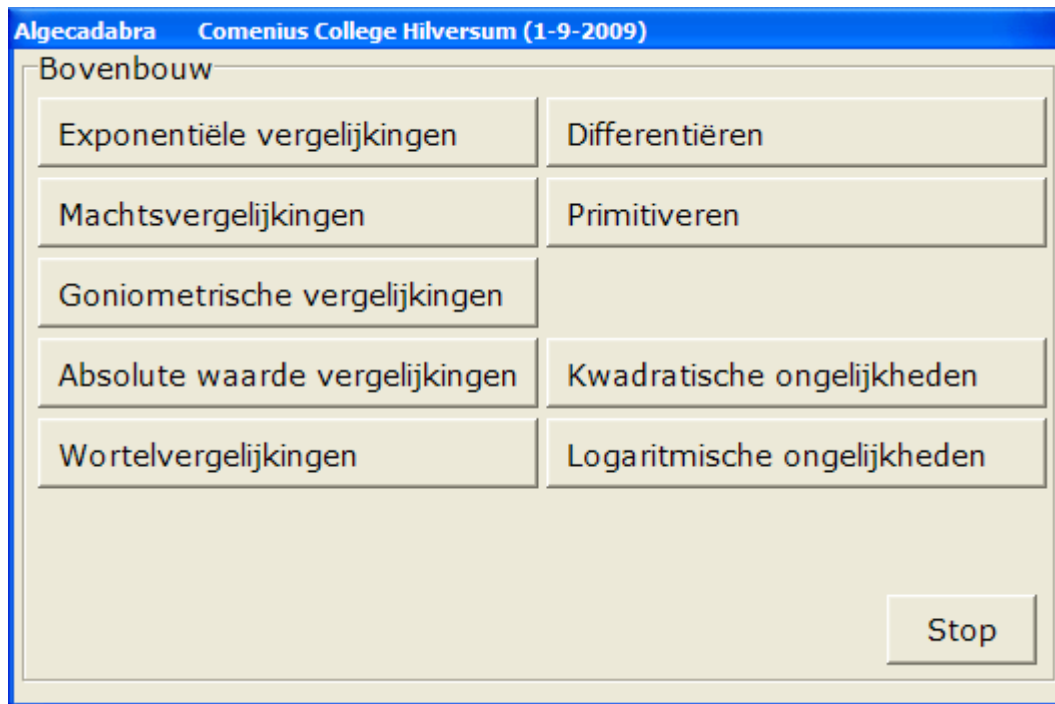 Algecadabra Comenius College Hilversum (1-9-2009)
Bovenbouw
Exponentiële vergelijkingen
Differentiëren
Machtsvergelijkingen
Primitiveren
Goniometrische vergelijkingen
Absolute waarde vergelijkingen
Kwadratische ongelijkheden
Wortelvergelijkingen
Logaritmische ongelijkheden
Stop